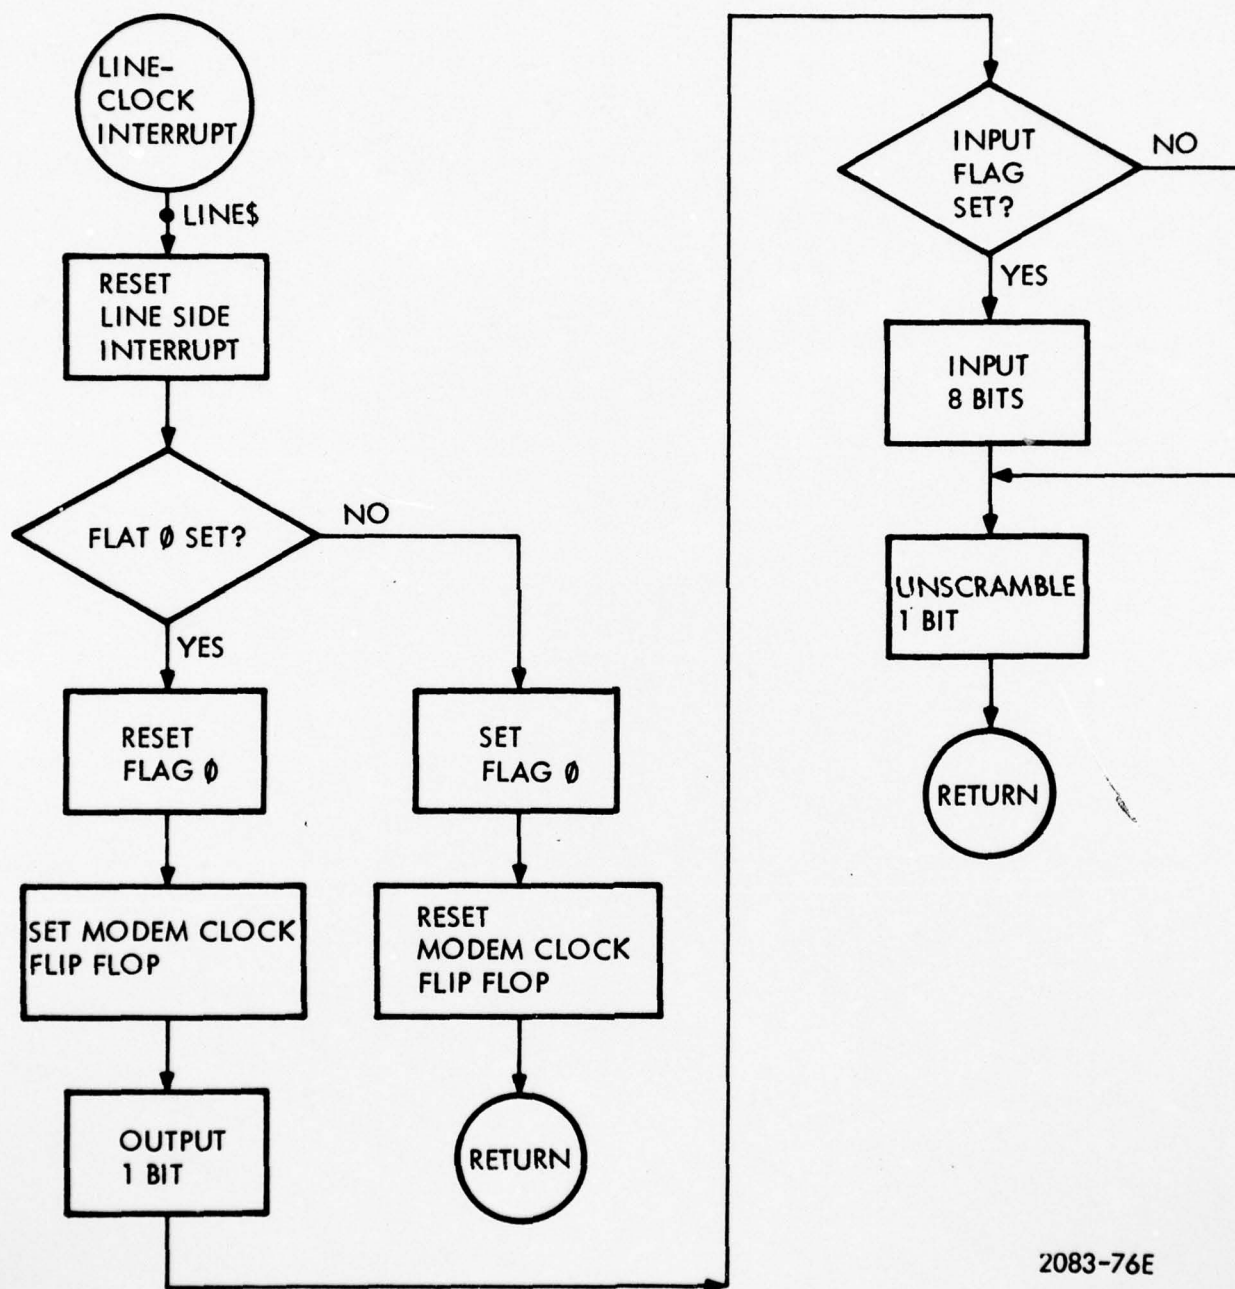 LINE-
CLOCK
INTERRUPT
LINE$
RESET
LINE SIDE
INTERRUPT
FLAT Ø SET?
NO
YES
RESET
FLAG Ø
SET MODEM CLOCK
FLIP FLOP
OUTPUT
1 BIT
SET
FLAG Ø
RESET
MODEM CLOCK
FLIP FLOP
RETURN
INPUT
FLAG
SET?
NO
YES
INPUT
8 BITS
UNSCRAMBLE
1 BIT
RETURN
2083-76E